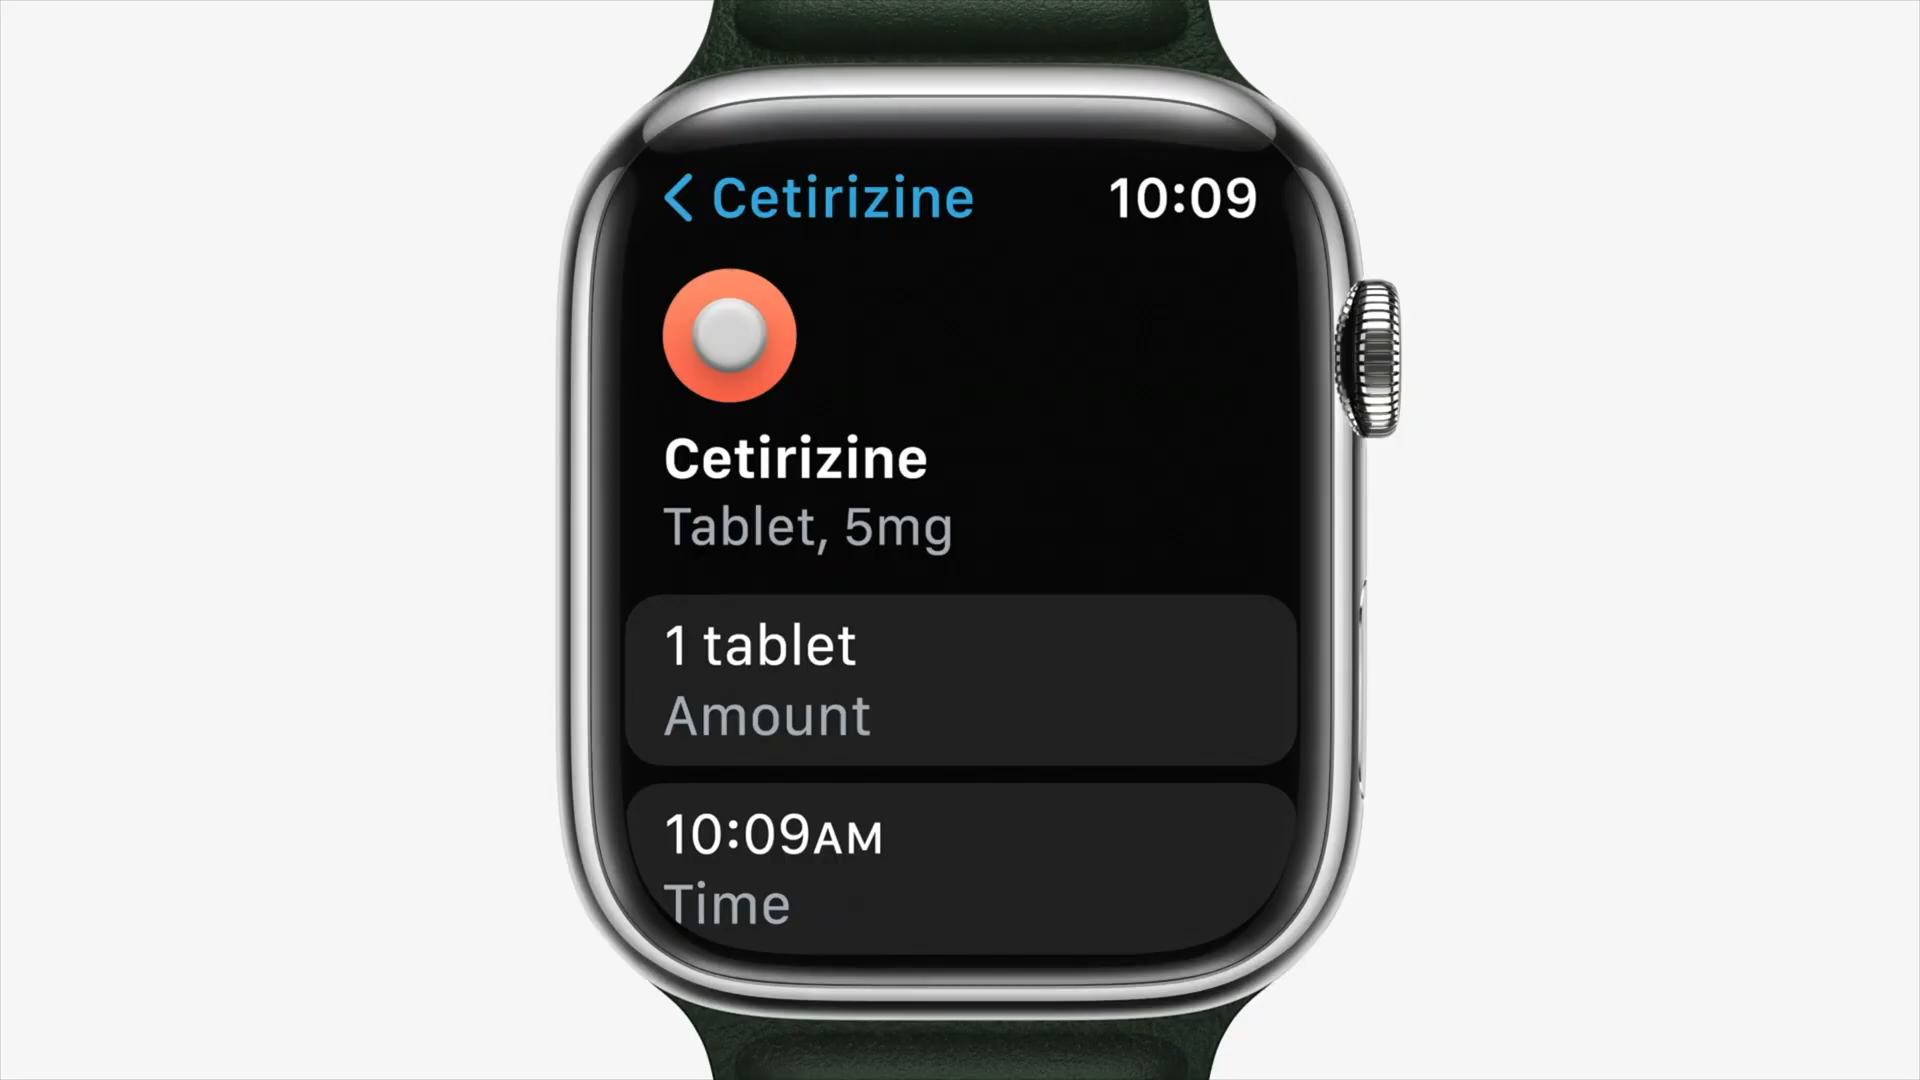 Cetirizine 10:09
Cetirizine
Tablet, 5mg
1 tablet
Amount
10:09AM
Time